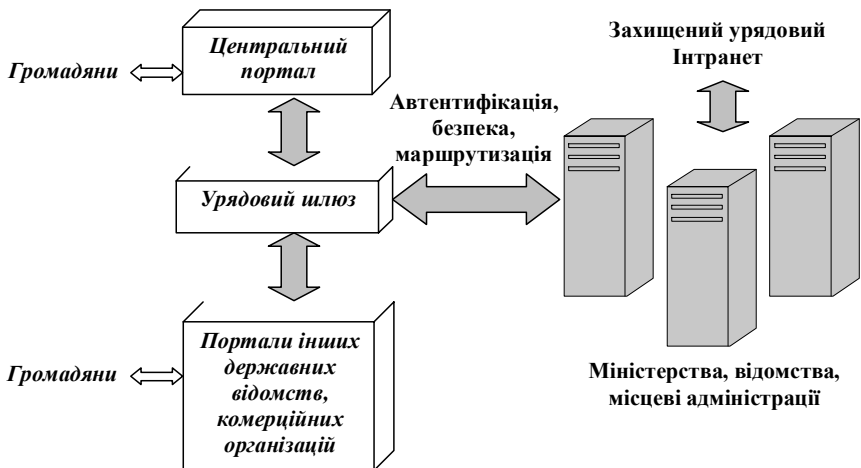 Центральний
портал
Громадяни
Захищений урядовий
Інтранет
Автентифікація,
безпека,
маршрутизація
Урядовий шлюз
Портали інших
державних
відомств,
комерційних
організацій
Громадяни
Міністерства, відомства,
місцеві адміністрації